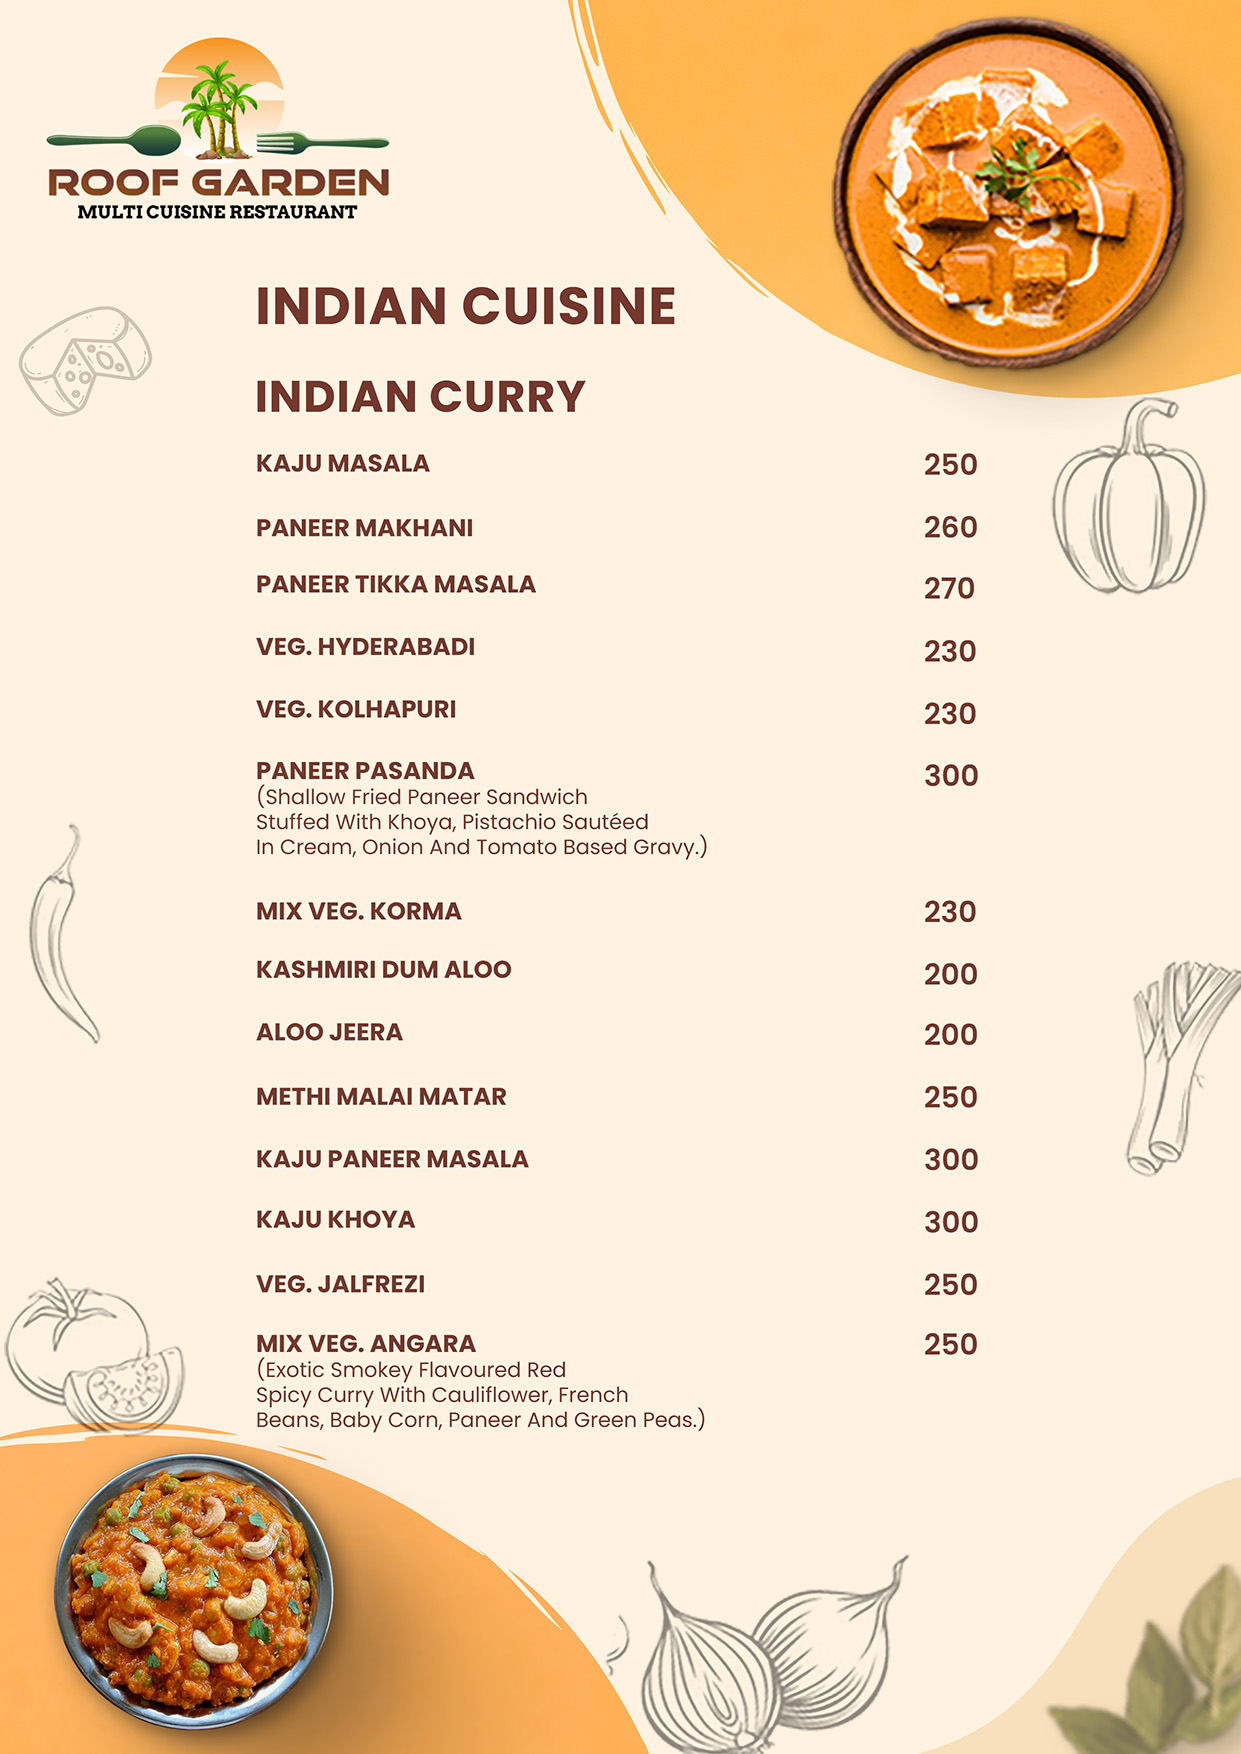 ROOF GARDEN
MULTI CUISINE RESTAURANT
INDIAN CUISINE
INDIAN CURRY
KAJU MASALA 250
PANEER MAKHANI 260
PANEER TIKKA MASALA 270
VEG. HYDERABADI 230
VEG. KOLHAPURI 230
PANEER PASANDA 300
(Shallow Fried Paneer Sandwich
Stuffed With Khoya, Pistachio Sautéed
In Cream, Onion And Tomato Based Gravy.)
MIX VEG. KORMA 230
KASHMIRI DUM ALOO 200
ALOO JEERA 200
METHI MALAI MATAR 250
KAJU PANEER MASALA 300
KAJU KHOYA 300
VEG. JALFREZI 250
MIX VEG. ANGARA 250
(Exotic Smokey Flavoured Red
Spicy Curry With Cauliflower, French
Beans, Baby Corn, Paneer And Green Peas.)